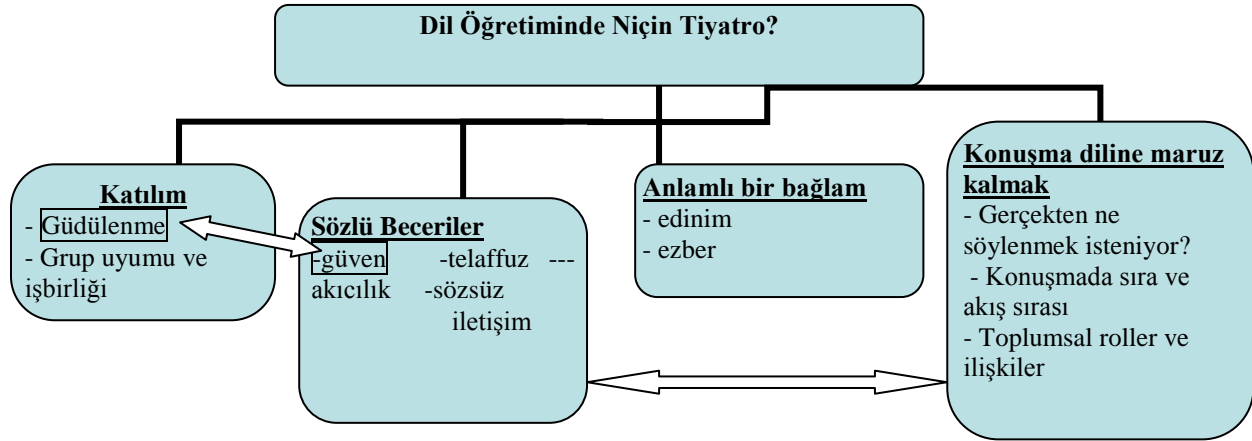 Dil Öğretiminde Niçin Tiyatro?
Katılım
- Güdülenme
- Grup uyumu ve
işbirliği
Sözlü Beceriler
-güven -telaffuz ---
akıcılık -sözsüz
iletişim
Anlamlı bir bağlam
- edinim
- ezber
Konuşma diline maruz
kalmak
- Gerçekten ne
söylenmek isteniyor?
- Konuşmada sıra ve
akış sırası
- Toplumsal roller ve
ilişkiler